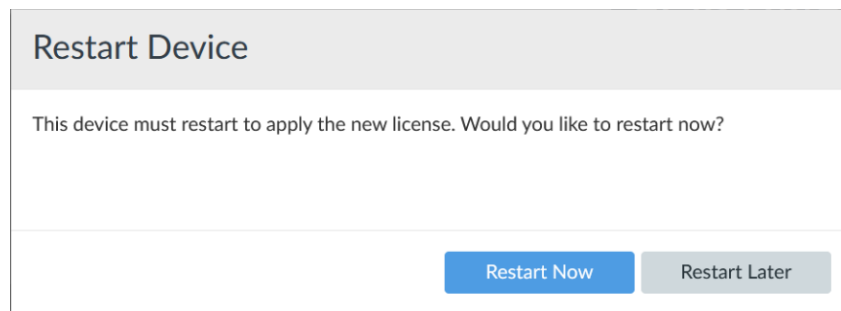 Restart Device
This device must restart to apply the new license. Would you like to restart now?
Restart Now
Restart Later